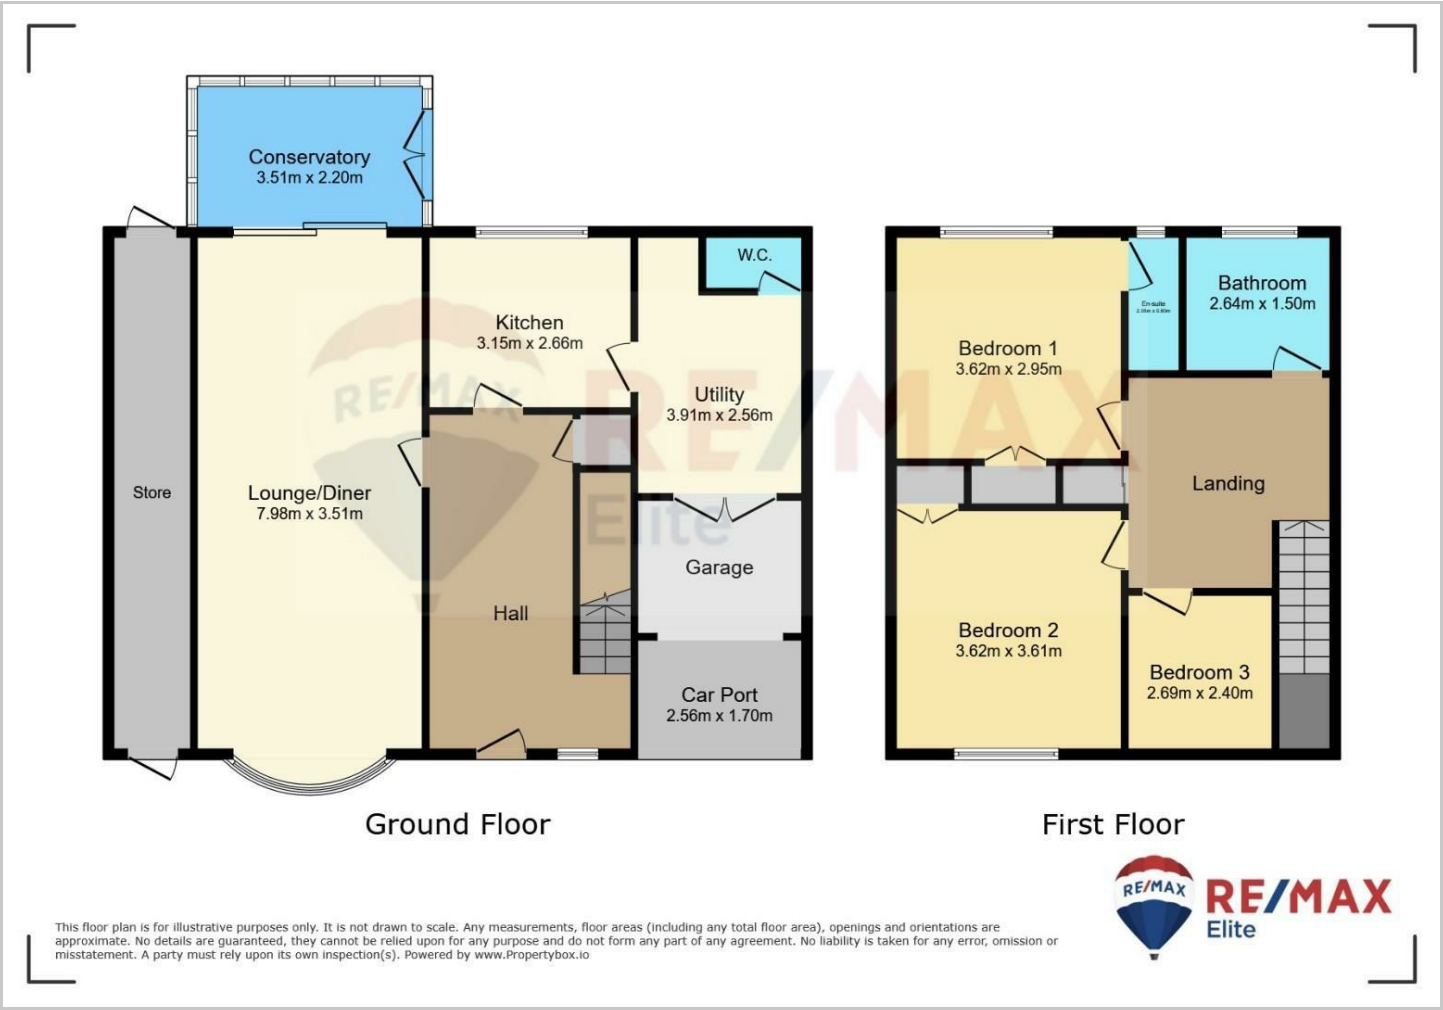 Conservatory
3.51m x 2.20m
W.C.
Kitchen
3.15m x 2.66m
Utility
3.91m x 2.56m
Store
Lounge/Diner
7.98m x 3.51m
Garage
Hall
Car Port
2.56m x 1.70m
Ground Floor
Bathroom
2.64m x 1.50m
En-suite
Bedroom 1
3.62m x 2.95m
Landing
Bedroom 2
3.62m x 3.61m
Bedroom 3
2.69m x 2.40m
First Floor
RE/MAX
RE/MAX
Elite
RE/MAX
RE/MAX
Elite
This floor plan is for illustrative purposes only. It is not drawn to scale. Any measurements, floor areas (including any total floor area), openings and orientations are
approximate. No details are guaranteed, they cannot be relied upon for any purpose and do not form any part of any agreement. No liability is taken for any error, omission or
misstatement. A party must rely upon its own inspection(s). Powered by www.Propertybox.io